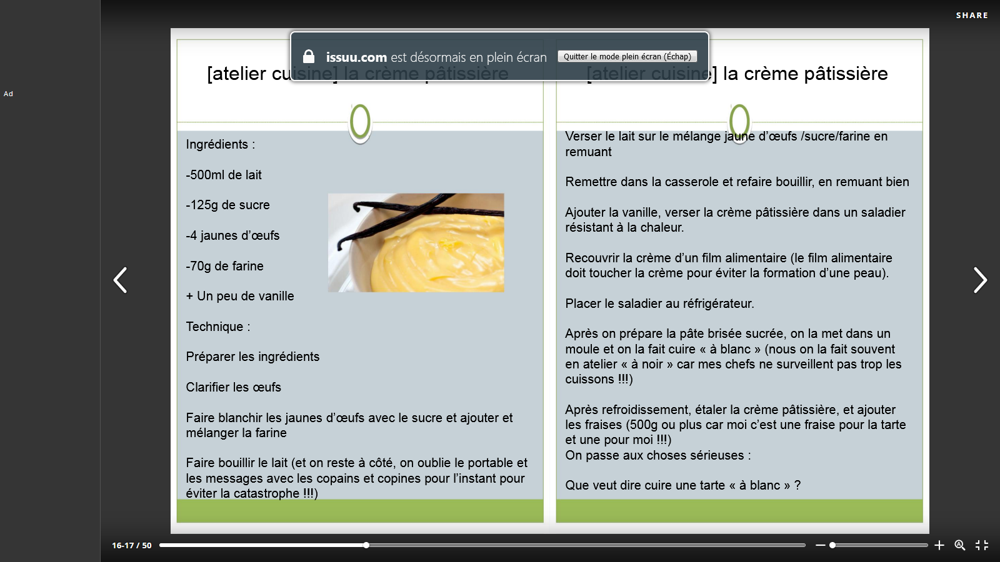 SHARE
Ad
issuu.com est désormais en plein écran
Quitter le mode plein écran (Échap)
[atelier cuisine] la crème pâtissière
Ingrédients :
-500ml de lait
-125g de sucre
-4 jaunes d’œufs
-70g de farine
+ Un peu de vanille
Technique :
Préparer les ingrédients
Clarifier les œufs
Faire blanchir les jaunes d’œufs avec le sucre et ajouter et
mélanger la farine
Faire bouillir le lait (et on reste à côté, on oublie le portable et
les messages avec les copains et copines pour l’instant pour
éviter la catastrophe !!!)
[atelier cuisine] la crème pâtissière
Verser le lait sur le mélange jaune d’œufs /sucre/farine en
remuant
Remettre dans la casserole et refaire bouillir, en remuant bien
Ajouter la vanille, verser la crème pâtissière dans un saladier
résistant à la chaleur.
Recouvrir la crème d’un film alimentaire (le film alimentaire
doit toucher la crème pour éviter la formation d’une peau).
Placer le saladier au réfrigérateur.
Après on prépare la pâte brisée sucrée, on la met dans un
moule et on la fait cuire « à blanc » (nous on la fait souvent
en atelier « à noir » car mes chefs ne surveillent pas trop les
cuissons !!!)
Après refroidissement, étaler la crème pâtissière, et ajouter
les fraises (500g ou plus car moi c’est une fraise pour la tarte
et une pour moi !!!)
On passe aux choses sérieuses :
Que veut dire cuire une tarte « à blanc » ?
16-17 / 50